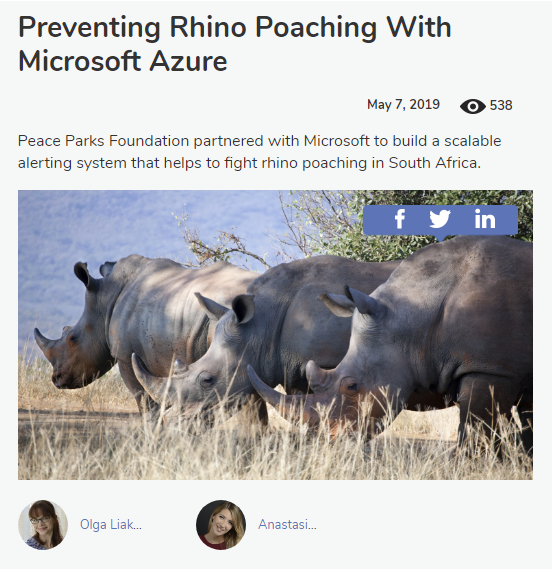 Preventing Rhino Poaching With
Microsoft Azure
May 7, 2019 538
Peace Parks Foundation partnered with Microsoft to build a scalable
alerting system that helps to fight rhino poaching in South Africa.
f in
Olga Liak... Anastasi...